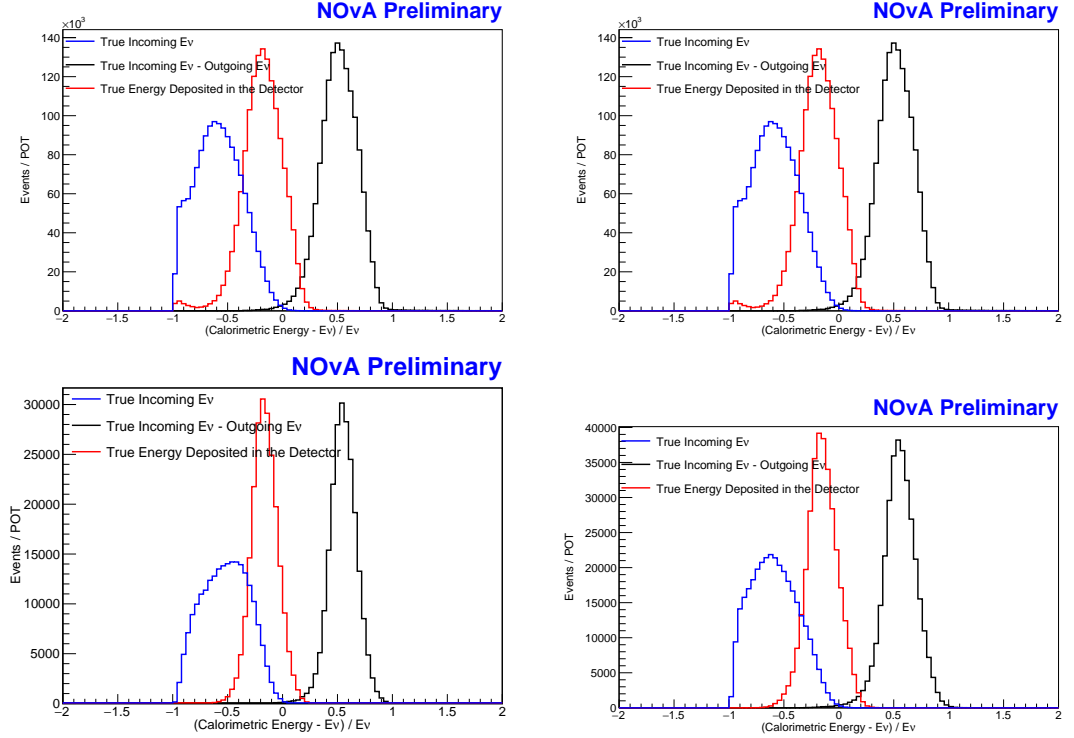 NOvA Preliminary
×10³
140
120
100
80
60
40
20
0
Events / POT
True Incoming Eν
True Incoming Eν - Outgoing Eν
True Energy Deposited in the Detector
−2 −1.5 −1 −0.5 0 0.5 1 1.5 2
(Calorimetric Energy - Eν) / Eν
NOvA Preliminary
×10³
140
120
100
80
60
40
20
0
Events / POT
True Incoming Eν
True Incoming Eν - Outgoing Eν
True Energy Deposited in the Detector
−2 −1.5 −1 −0.5 0 0.5 1 1.5 2
(Calorimetric Energy - Eν) / Eν
NOvA Preliminary
30000
25000
20000
15000
10000
5000
0
Events / POT
True Incoming Eν
True Incoming Eν - Outgoing Eν
True Energy Deposited in the Detector
−2 −1.5 −1 −0.5 0 0.5 1 1.5 2
(Calorimetric Energy - Eν) / Eν
NOvA Preliminary
40000
35000
30000
25000
20000
15000
10000
5000
0
Events / POT
True Incoming Eν
True Incoming Eν - Outgoing Eν
True Energy Deposited in the Detector
−2 −1.5 −1 −0.5 0 0.5 1 1.5 2
(Calorimetric Energy - Eν) / Eν